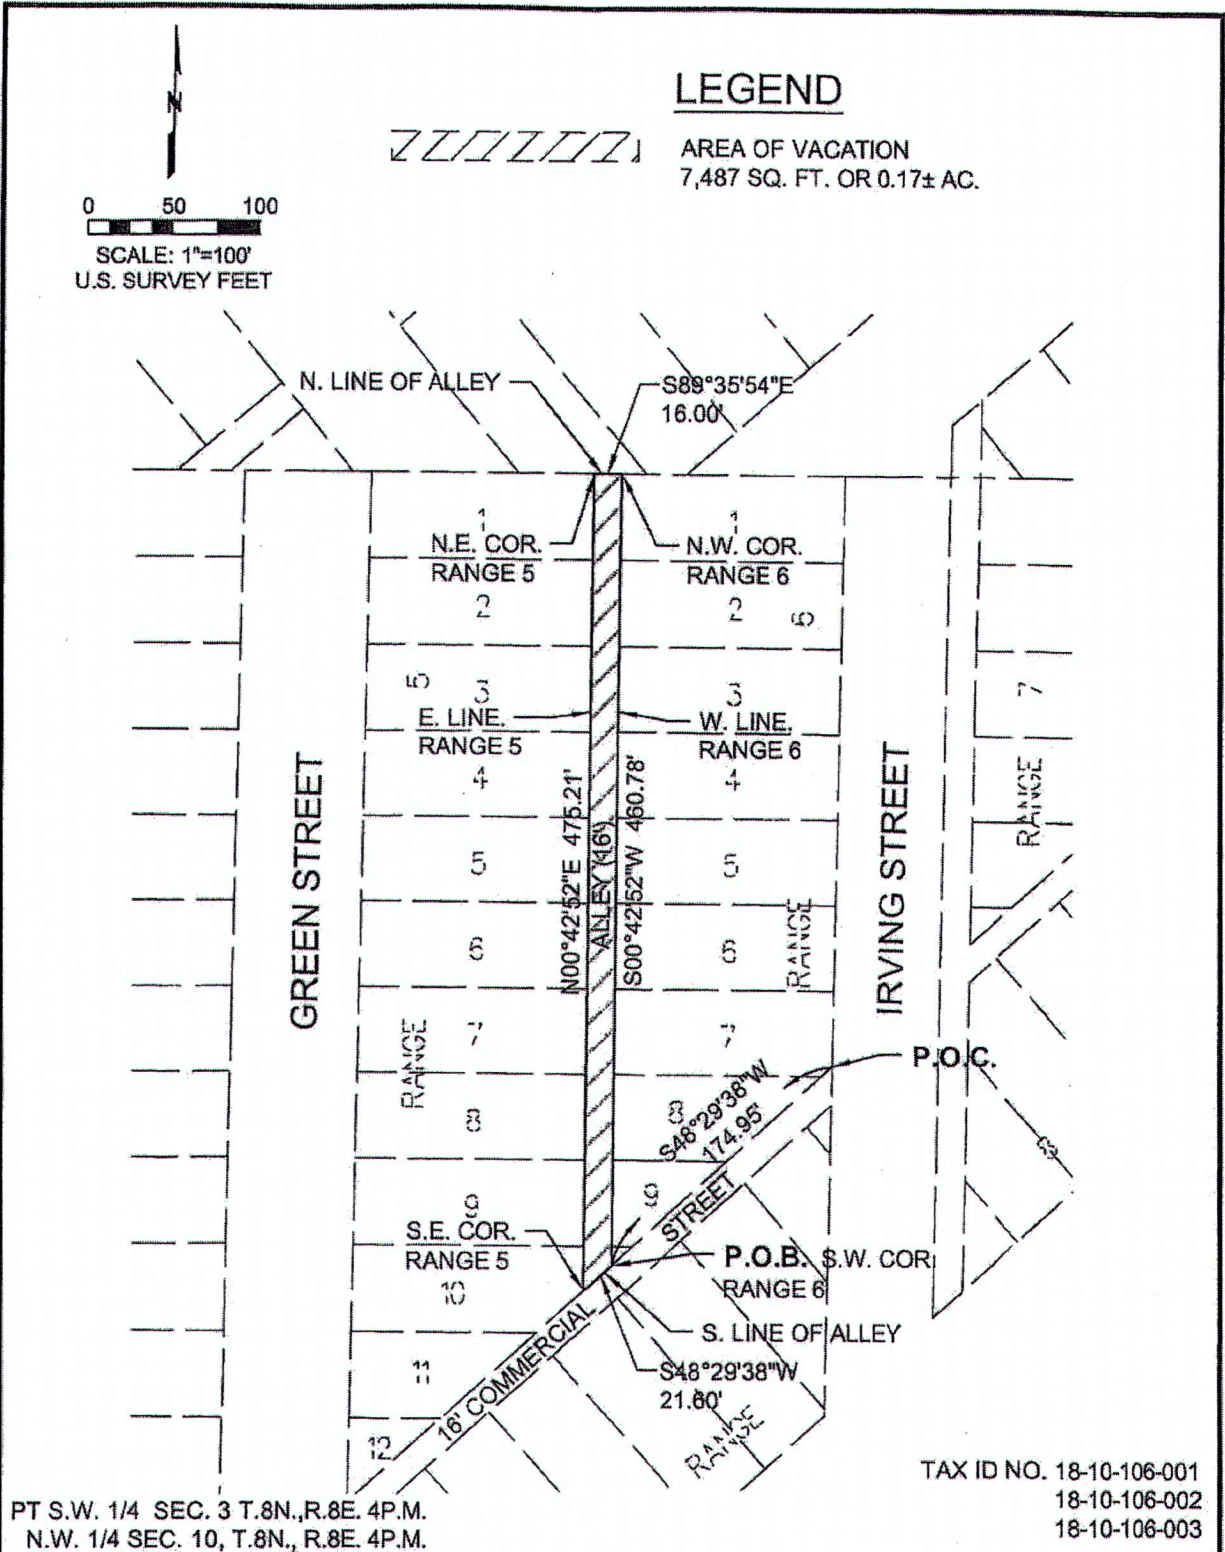 LEGEND
N
AREA OF VACATION
7,487 SQ. FT. OR 0.17± AC.
0 50 100
SCALE: 1"=100'
U.S. SURVEY FEET
N. LINE OF ALLEY
S89°35'54"E
16.00'
1
1
N.E. COR.
RANGE 5
N.W. COR.
RANGE 6
2
2
6
5
3
3
7
E. LINE.
RANGE 5
W. LINE.
RANGE 6
4
4
RANGE
GREEN STREET
N00°42'52"E 475.21'
ALLEY (16')
S00°42'52"W 460.78'
IRVING STREET
5
5
6
6
RANGE
7
7
RANGE
P.O.C.
8
8
S48°29'38"W
174.95'
9
9
STREET
S.E. COR.
RANGE 5
P.O.B. S.W. COR
RANGE 6
10
S. LINE OF ALLEY
16' COMMERCIAL
S48°29'38"W
21.60'
11
RANGE
TAX ID NO. 18-10-106-001
18-10-106-002
18-10-106-003
PT S.W. 1/4 SEC. 3 T.8N.,R.8E. 4P.M.
N.W. 1/4 SEC. 10, T.8N., R.8E. 4P.M.